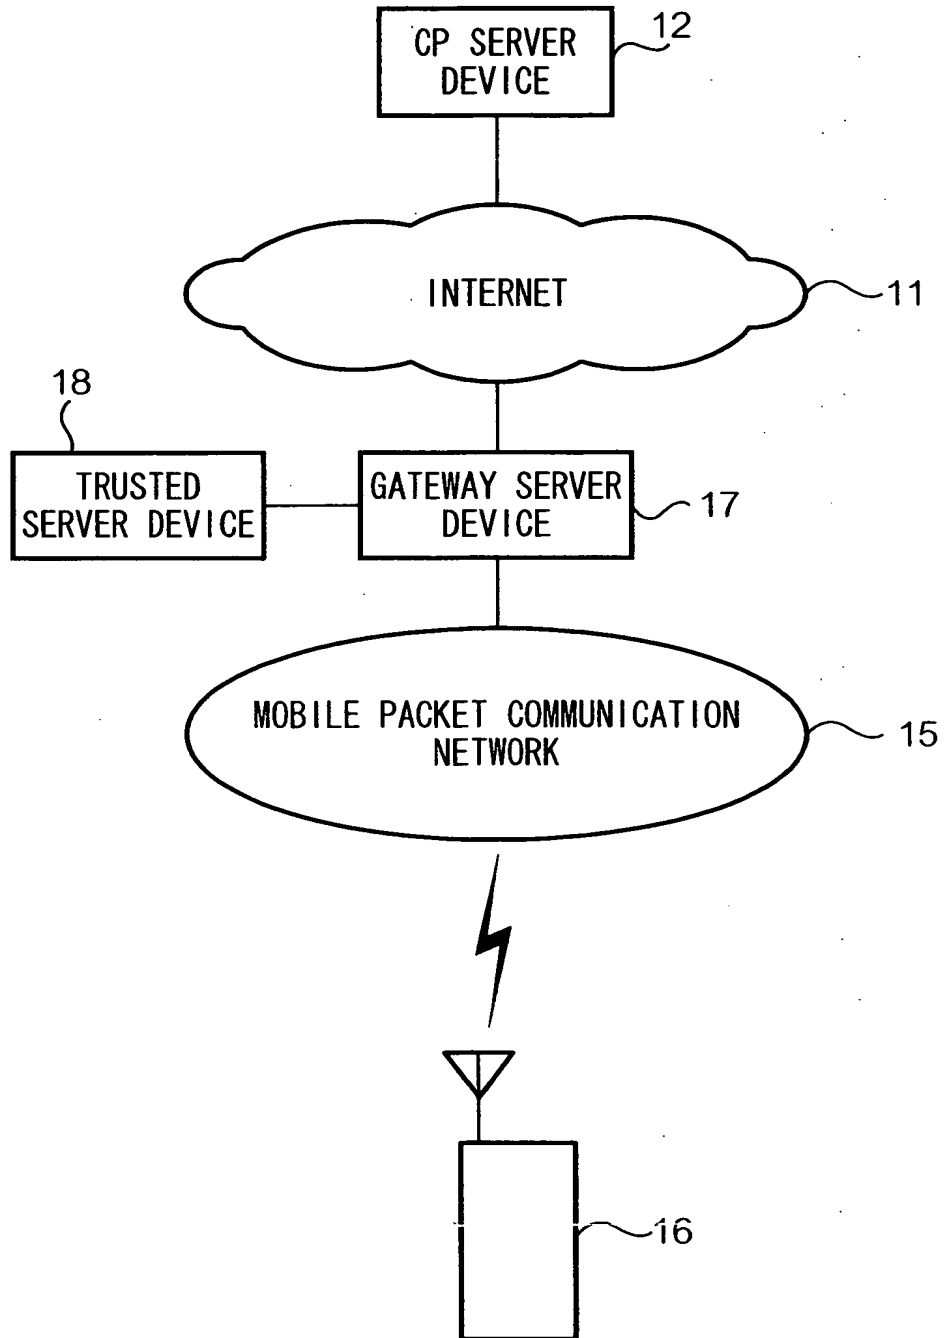 CP SERVER
DEVICE
12
INTERNET
11
18
TRUSTED
SERVER DEVICE
GATEWAY SERVER
DEVICE
17
MOBILE PACKET COMMUNICATION
NETWORK
15
16